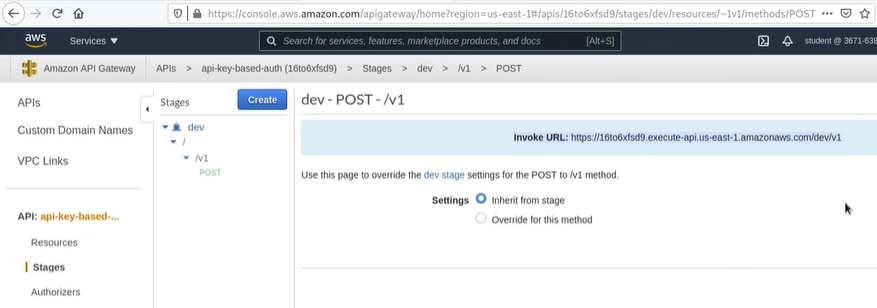 https://console.aws.amazon.com/apigateway/home?region=us-east-1#/apis/16to6xfsd9/stages/dev/resources/~1v1/methods/POST
aws Services Search for services, features, marketplace products, and docs [Alt+S] student @ 3671-638
Amazon API Gateway APIs > api-key-based-auth (16to6xfsd9) > Stages > dev > /v1 > POST
APIs
Custom Domain Names
VPC Links
API: api-key-based-...
Resources
Stages
Authorizers
Stages Create
dev
/
/v1
POST
dev - POST - /v1
Invoke URL: https://16to6xfsd9.execute-api.us-east-1.amazonaws.com/dev/v1
Use this page to override the dev stage settings for the POST to /v1 method.
Settings Inherit from stage
Override for this method